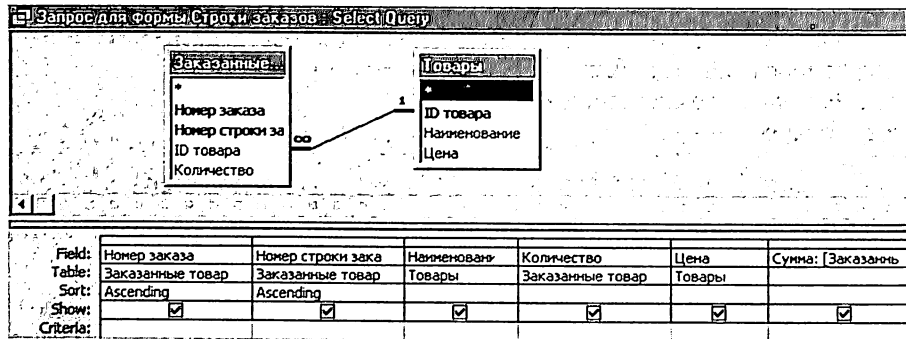 Запрос для формы Строки заказов : Select Query
Заказанные...
*
Номер заказа
Номер строки за
ID товара
Количество
∞
1
Товары
*
ID товара
Наименование
Цена
Field: Номер заказа Номер строки зака Наименовани Количество Цена Сумма: [Заказаннь
Table: Заказанные товар Заказанные товар Товары Заказанные товар Товары
Sort: Ascending Ascending
Show:
Criteria: